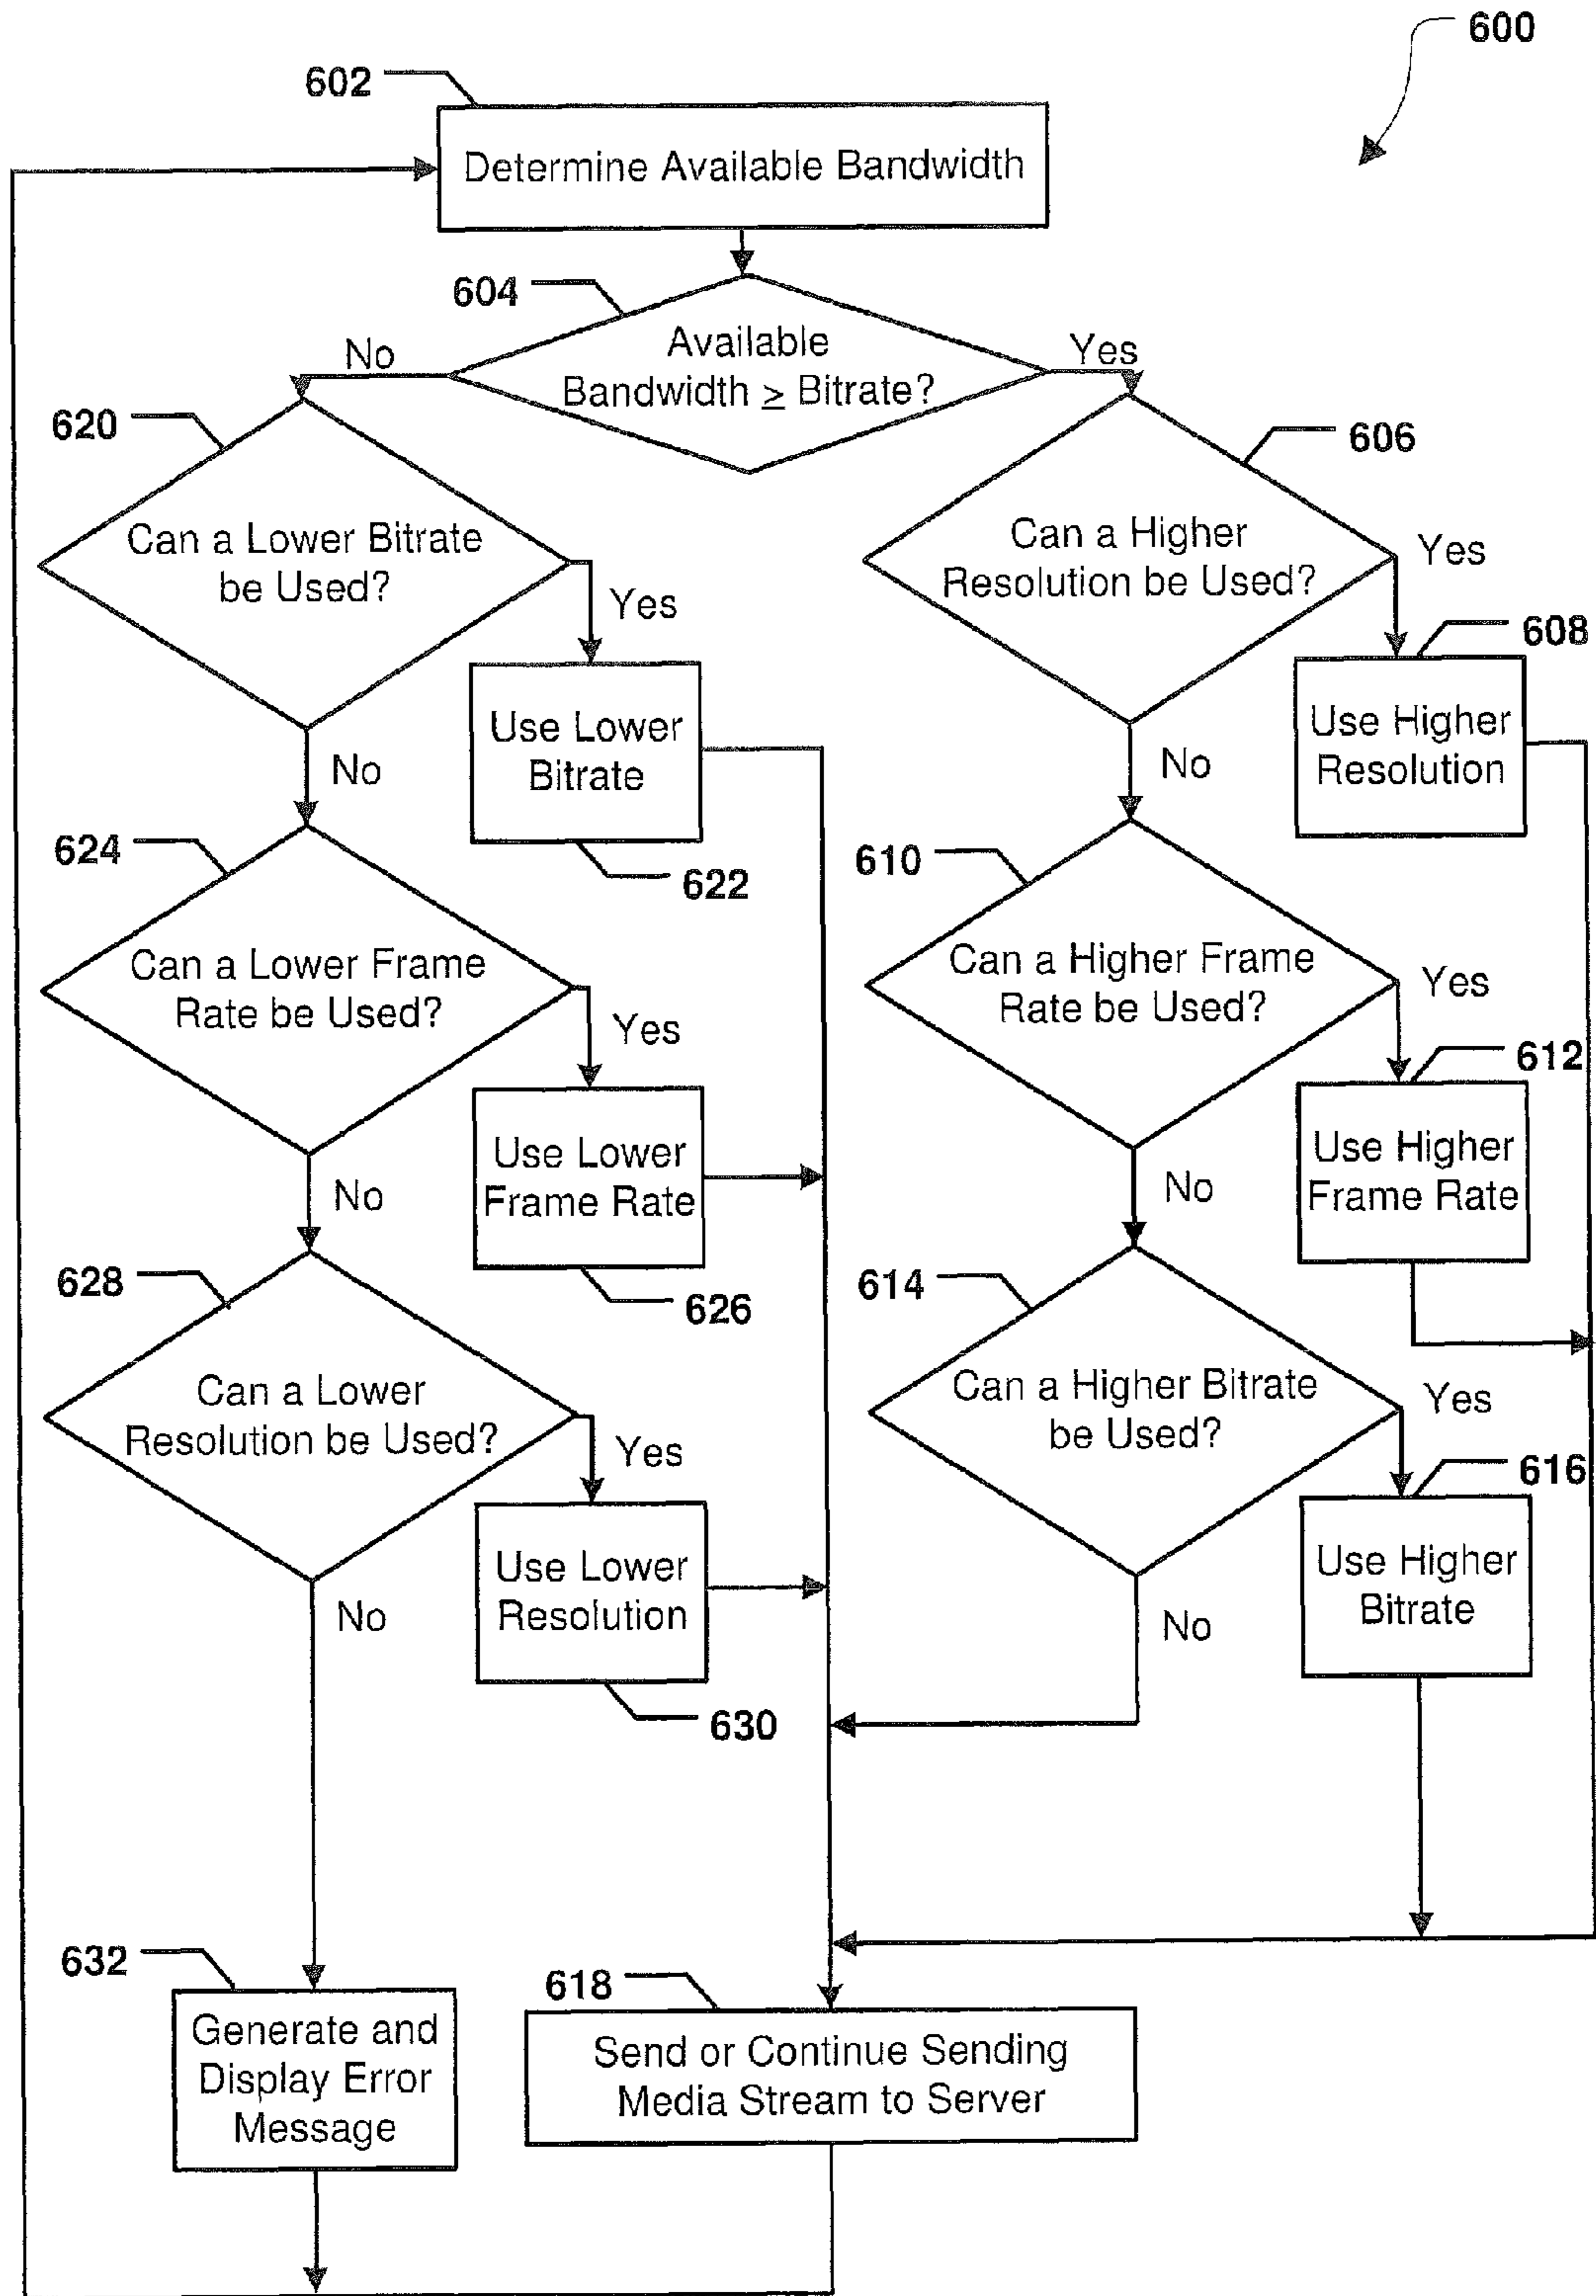 600
602
Determine Available Bandwidth
604
Available
Bandwidth ≥ Bitrate?
No
Yes
620
Can a Lower Bitrate
be Used?
Yes
606
Can a Higher
Resolution be Used?
Yes
Use Lower
Bitrate
622
No
608
Use Higher
Resolution
No
624
Can a Lower Frame
Rate be Used?
Yes
610
Can a Higher Frame
Rate be Used?
Yes
Use Lower
Frame Rate
626
No
612
Use Higher
Frame Rate
No
628
Can a Lower
Resolution be Used?
Yes
614
Can a Higher Bitrate
be Used?
Yes
Use Lower
Resolution
630
No
616
Use Higher
Bitrate
No
632
Generate and
Display Error
Message
618
Send or Continue Sending
Media Stream to Server